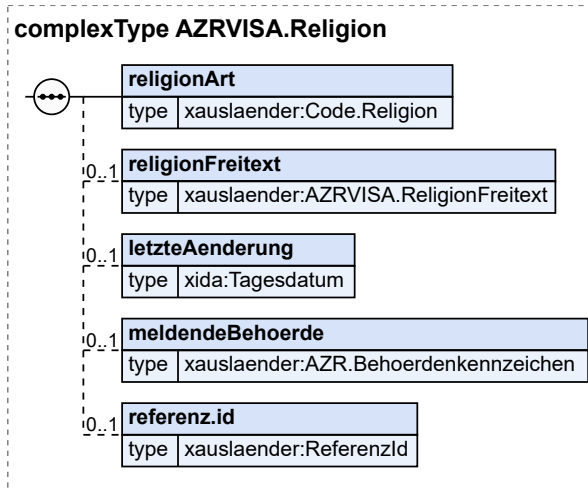 complexType AZRVISA.Religion
religionArt
type xauslaender:Code.Religion
0..1 religionFreitext
type xauslaender:AZRVISA.ReligionFreitext
0..1 letzteAenderung
type xida:Tagesdatum
0..1 meldendeBehoerde
type xauslaender:AZR.Behoerdenkennzeichen
0..1 referenz.id
type xauslaender:ReferenzId